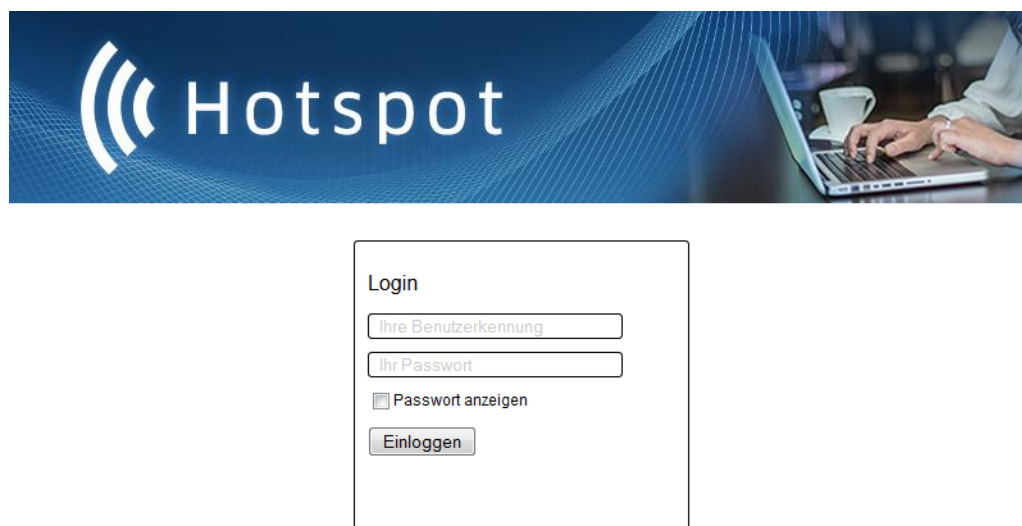 Hotspot
Login
Ihre Benutzerkennung
Ihr Passwort
Passwort anzeigen
Einloggen